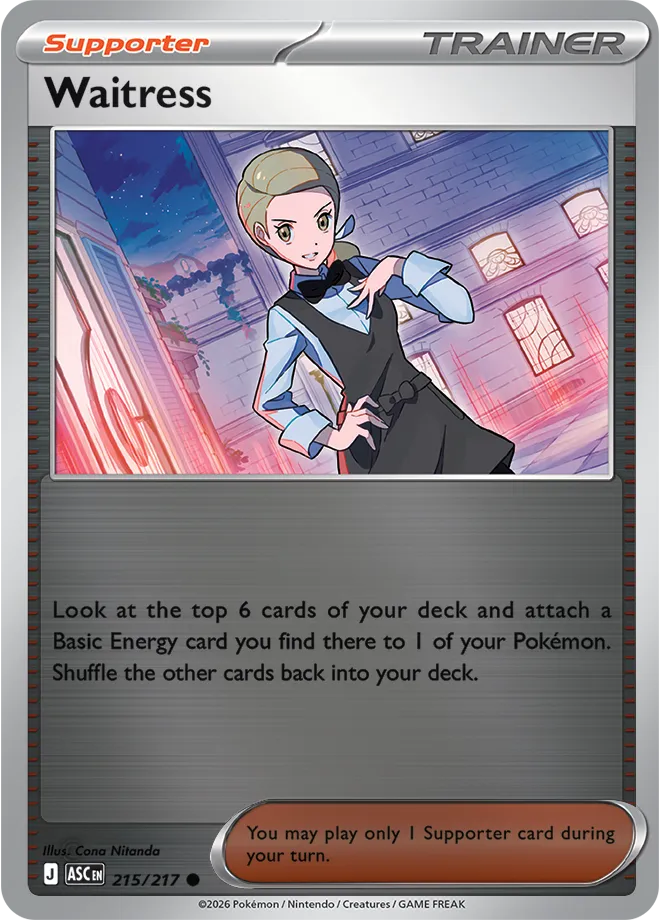 Supporter
TRAINER
Waitress
Look at the top 6 cards of your deck and attach a
Basic Energy card you find there to 1 of your Pokémon.
Shuffle the other cards back into your deck.
You may play only 1 Supporter card during
your turn.
Illus. Cona Nitanda
J ASC EN 215/217
©2026 Pokémon / Nintendo / Creatures / GAME FREAK